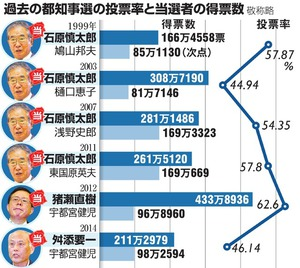 過去の都知事選の投票率と当選者の得票数 敬称略
得票数 投票率
1999年
当 石原慎太郎 166万4558票
鳩山邦夫 85万1130(次点)
57.87%
2003
当 石原慎太郎 308万7190
樋口恵子 81万7146
44.94
2007
当 石原慎太郎 281万1486
浅野史郎 169万3323
54.35
2011
当 石原慎太郎 261万5120
東国原英夫 169万669
57.8
2012
当 猪瀬直樹 433万8936
宇都宮健児 96万8960
62.6
2014
当 舛添要一 211万2979
宇都宮健児 98万2594
46.14